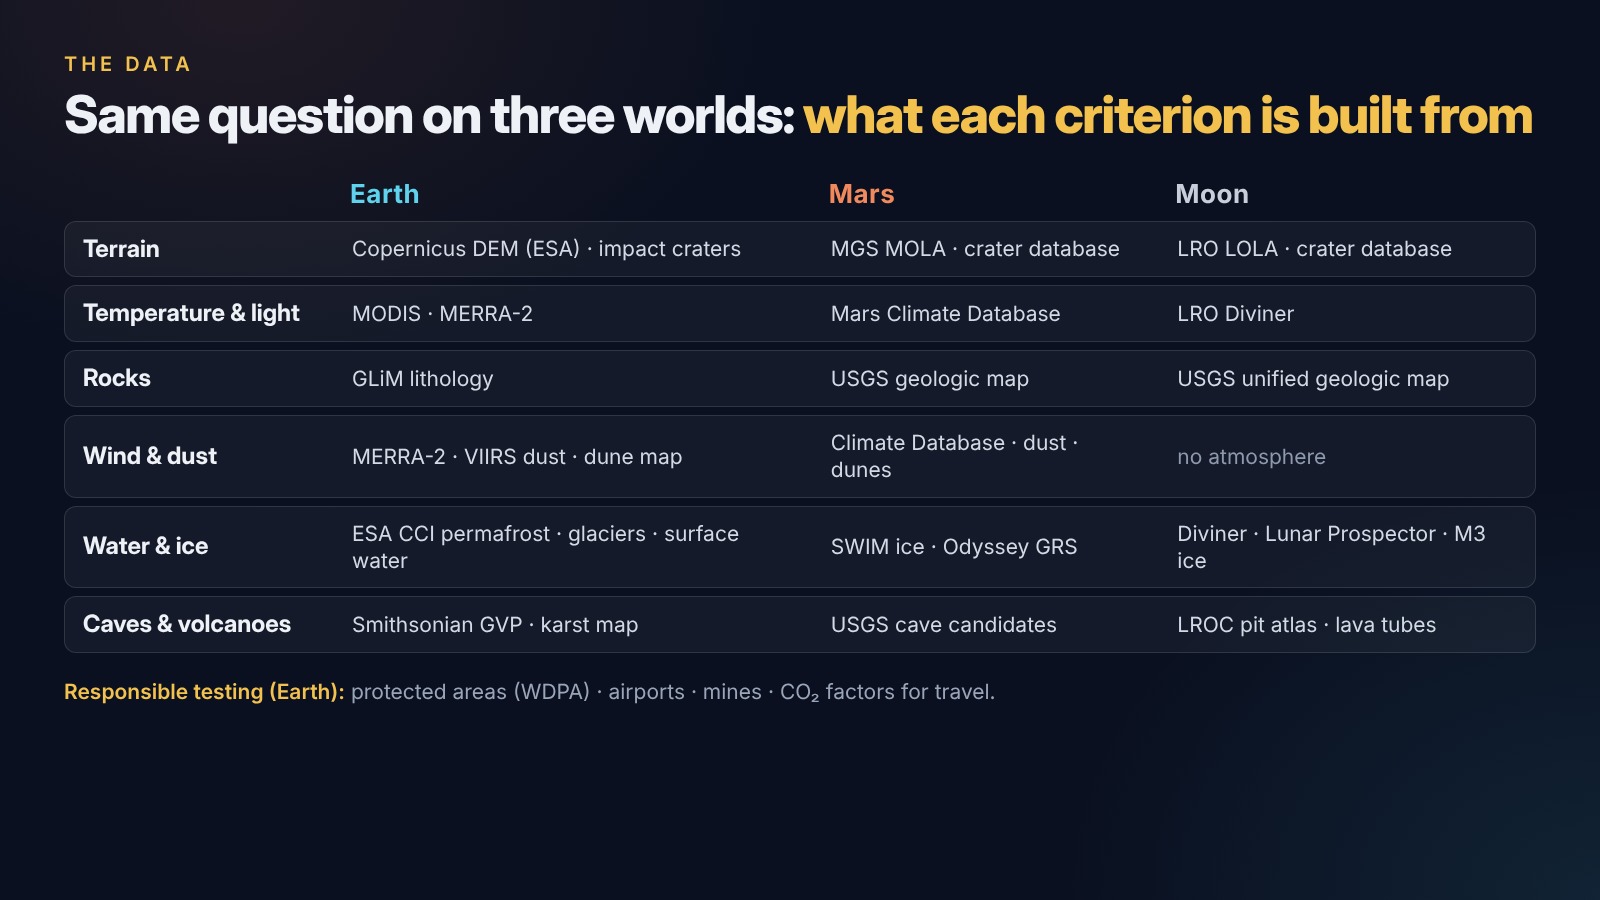 THE DATA
Same question on three worlds: what each criterion is built from
Earth Mars Moon
Terrain Copernicus DEM (ESA) · impact craters MGS MOLA · crater database LRO LOLA · crater database
Temperature & light MODIS · MERRA-2 Mars Climate Database LRO Diviner
Rocks GLiM lithology USGS geologic map USGS unified geologic map
Wind & dust MERRA-2 · VIIRS dust · dune map Climate Database · dust ·
dunes no atmosphere
Water & ice ESA CCI permafrost · glaciers · surface
water SWIM ice · Odyssey GRS Diviner · Lunar Prospector · M3
ice
Caves & volcanoes Smithsonian GVP · karst map USGS cave candidates LROC pit atlas · lava tubes
Responsible testing (Earth): protected areas (WDPA) · airports · mines · CO₂ factors for travel.